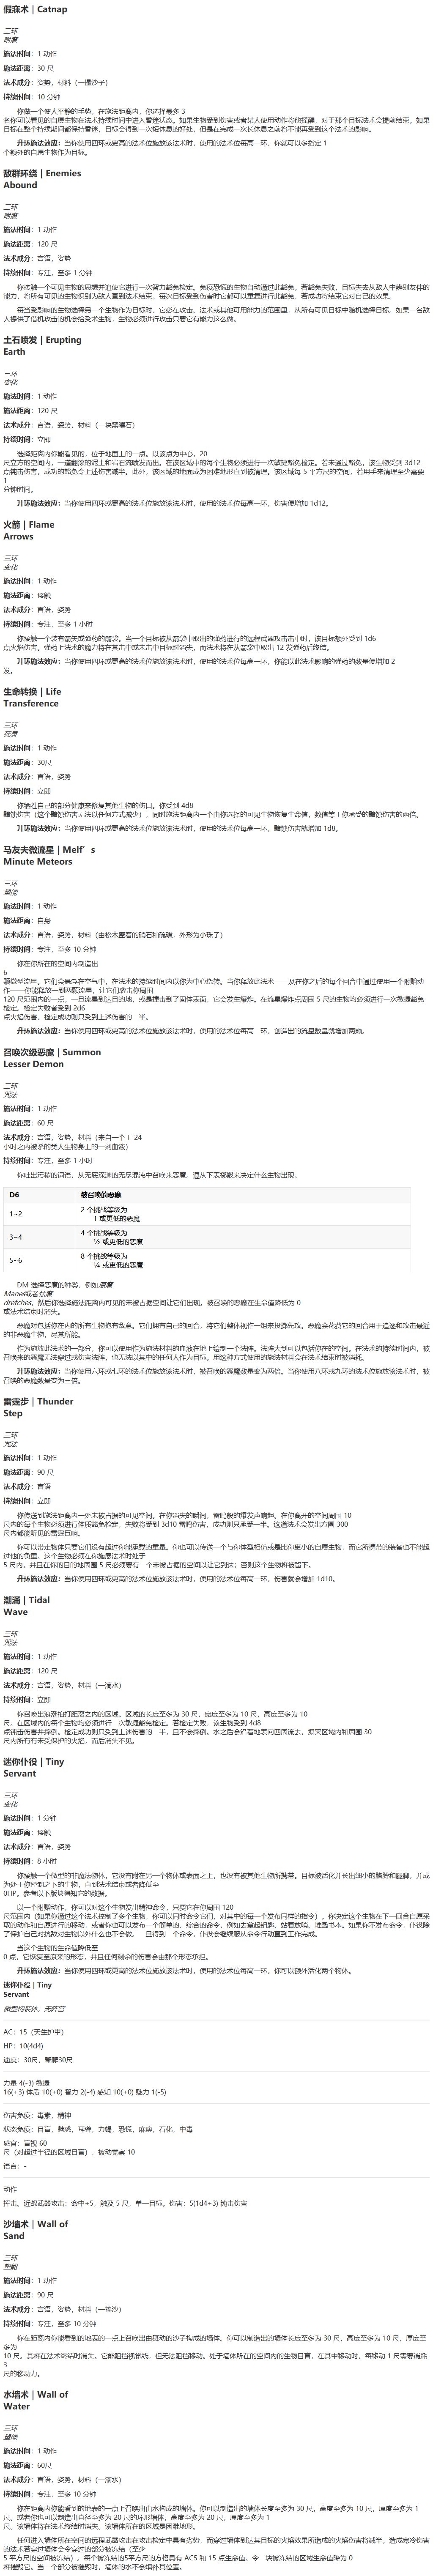 假寐术｜Catnap
三环
附魔
施法时间：1 动作
施法距离：30 尺
法术成分：姿势，材料（一撮沙子）
持续时间：10 分钟
你做一个使人平静的手势，在施法距离内，你选择最多 3
名你可以看见的自愿生物在法术持续时间中进入昏迷状态。如果生物受到伤害或者某人使用动作将他摇醒，对于那个目标法术会提前结束。如果
目标在整个持续期间都保持昏迷，目标会得到一次短休息的好处，但是在完成一次长休息之前将不能再受到这个法术的影响。
升环施法效应：当你使用四环或更高的法术位施放该法术时，使用的法术位每高一环，你就可以多指定 1
个额外的自愿生物作为目标。
敌群环绕｜Enemies
Abound
三环
附魔
施法时间：1 动作
施法距离：120 尺
法术成分：言语，姿势
持续时间：专注，至多 1 分钟
你接触一个可见生物的思想并迫使它进行一次智力豁免检定。免疫恐慌的生物自动通过此豁免。若豁免失败，目标失去从敌人中辨别友伴的
能力，将所有可见的生物识别为敌人直到法术结束。每次目标受到伤害时它都可以重复进行此豁免，若成功将结束它对自己的效果。
每当受影响的生物选择另一个生物作为目标时，它必在攻击、法术或其他可用能力的范围里，从所有可见目标中随机选择目标。如果一名敌
人提供了借机攻击的机会给受术生物，生物必须进行攻击只要它有能力这么做。
土石喷发｜Erupting
Earth
三环
变化
施法时间：1 动作
施法距离：120 尺
法术成分：言语，姿势，材料（一块黑曜石）
持续时间：立即
选择距离内你能看见的，位于地面上的一点。以该点为中心，20
尺立方的空间内，一道翻滚的泥土和岩石流喷发而出。在该区域中的每个生物必须进行一次敏捷豁免检定。若未通过豁免，该生物受到 3d12
点钝击伤害，成功的豁免令上述伤害减半。此外，该区域的地面成为困难地形直到被清理。该区域每 5 平方尺的空间，若用手来清理至少需要
1
分钟时间。
升环施法效应：当你使用四环或更高的法术位施放该法术时，使用的法术位每高一环，伤害便增加 1d12。
火箭｜Flame
Arrows
三环
变化
施法时间：1 动作
施法距离：接触
法术成分：言语，姿势
持续时间：专注，至多 1 小时
你接触一个装有箭矢或弹药的箭袋。当一个目标被从箭袋中取出的弹药进行的远程武器攻击击中时，该目标额外受到 1d6
点火焰伤害。弹药上法术的魔力将在其击中或未击中目标时消失，而法术将在从箭袋中取出 12 发弹药后终结。
升环施法效应：当你使用四环或更高的法术位施放该法术时，使用的法术位每高一环，你能以此法术影响的弹药的数量便增加 2
发。
生命转换｜Life
Transference
三环
死灵
施法时间：1 动作
施法距离：30尺
法术成分：言语，姿势
持续时间：立即
你牺牲自己的部分健康来修复其他生物的伤口。你受到 4d8
黯蚀伤害（这个黯蚀伤害无法以任何方式减少），同时施法距离内一个由你选择的可见生物恢复生命值，数值等于你承受的黯蚀伤害的两倍。
升环施法效应：当你使用四环或更高的法术位施放该法术时，使用的法术位每高一环，黯蚀伤害就增加 1d8。
马友夫微流星｜Melf’s
Minute Meteors
三环
塑能
施法时间：1 动作
施法距离：自身
法术成分：言语，姿势，材料（由松木固着的硝石和硫磺，外形为小珠子）
持续时间：专注，至多 10 分钟
你在你所在的空间内制造出
6
颗微型流星。它们会悬浮在空气中，在法术的持续时间内以你为中心绕转。当你释放此法术——及在你之后的每个回合中通过使用一个附赠动
作——你能释放一到两颗流星，让它们袭击你周围
120 尺范围内的一点。一旦流星到达目的地，或是撞击到了固体表面，它会发生爆炸。在流星爆炸点周围 5 尺的生物均必须进行一次敏捷豁免
检定。检定失败者受到 2d6
点火焰伤害，检定成功则只受到上述伤害的一半。
升环施法效应：当你使用四环或更高的法术位施放该法术时，使用的法术位每高一环，创造出的流星数量就增加两颗。
召唤次级恶魔｜Summon
Lesser Demon
三环
咒法
施法时间：1 动作
施法距离：60 尺
法术成分：言语，姿势，材料（来自一个于 24
小时之内被杀的类人生物身上的一剂血液）
持续时间：专注，至多 1 小时
你吐出污秽的词语，从无底深渊的无尽混沌中召唤来恶魔。遵从下表掷骰来决定什么生物出现。
D6 被召唤的恶魔
1~2 2 个挑战等级为
1 或更低的恶魔
3~4 4 个挑战等级为
½ 或更低的恶魔
5~6 8 个挑战等级为
¼ 或更低的恶魔
DM 选择恶魔的种类，例如浪魔
Manes或者怯魔
dretches，然后你选择施法距离内可见的未被占据空间让它们出现。被召唤的恶魔在生命值降低为 0
或法术结束时消失。
恶魔对包括你在内的所有生物抱有敌意。它们拥有自己的回合，将它们整体视作一组来投掷先攻。恶魔会花费它的回合用于追逐和攻击最近
的非恶魔生物，尽其所能。
作为施放此法术的一部分，你可以使用作为施法材料的血液在地上绘制一个法阵。法阵大到可以包括你在的空间。在法术的持续时间内，被
召唤来的恶魔无法穿过或伤害法阵，也无法以其中的任何人作为目标。用这种方式使用的施法材料会在法术结束时被消耗。
升环施法效应：当你使用六环或七环的法术位施放该法术时，被召唤的恶魔数量变为两倍。当你使用八环或九环的法术位施放该法术时，被
召唤的恶魔数量变为三倍。
雷霆步｜Thunder
Step
三环
咒法
施法时间：1 动作
施法距离：90 尺
法术成分：言语
持续时间：立即
你传送到施法距离内一处未被占据的可见空间。在你消失的瞬间，雷鸣般的爆发声响起。在你离开的空间周围 10
尺内的每个生物必须进行体质豁免检定，失败将受到 3d10 雷鸣伤害，成功则只承受一半。这道法术会发出方圆 300
尺内都能听见的雷霆巨响。
你可以带去物体只要它们没有超过你能承载的重量。你也可以传送一个与你体型相仿或是比你更小的自愿生物，而它所携带的装备也不能超
过他的负重。这个生物必须在你施展法术时处于
5 尺内，并且在你的目的地周围 5 尺必须要有一个未被占据的空间以让它到达；否则这个生物将被留下。
升环施法效应：当你使用四环或更高的法术位施放该法术时，使用的法术位每高一环，伤害就会增加 1d10。
潮涌｜Tidal
Wave
三环
咒法
施法时间：1 动作
施法距离：120 尺
法术成分：言语，姿势，材料（一滴水）
持续时间：立即
你召唤出浪潮拍打距离之内的区域。区域的长度至多为 30 尺，宽度至多为 10 尺，高度至多为 10
尺。在区域内的每个生物均必须进行一次敏捷豁免检定。若检定失败，该生物受到 4d8
点钝击伤害并摔倒。检定成功则只受到上述伤害的一半，且不会摔倒。水之后会沿着地表向四周流去，熄灭区域内和周围 30
尺内所有有未受保护的火焰，而后消失不见。
迷你仆役｜Tiny
Servant
三环
变化
施法时间：1 分钟
施法距离：接触
法术成分：言语，姿势
持续时间：8 小时
你接触一个微型的非魔法物体，它没有附在另一个物体或表面之上，也没有被其他生物所携带。目标被活化并长出细小的胳膊和腿脚，并成
为处于你控制之下的生物，直到法术结束或者降低至
0HP。参考以下版块得知它的数据。
以一个附赠动作，你可以对这个生物发出精神命令，只要它在你周围 120
尺范围内（如果你通过这个法术控制了多个生物，你可以同时命令它们，对其中的每一个发布同样的指令）。你决定这个生物在下一回合自愿采
取的动作和自愿进行的移动，或者你也可以发布一个简单的、综合的命令，例如去拿起钥匙、站着放哨、堆叠书本。如果你不发布命令，仆役除
了保护自己对抗敌对生物以外什么也不会做。一旦得到一个命令，仆役会继续服从命令行动直到工作完成。
当这个生物的生命值降低至
0 点，它恢复至原来的形态，并且任何剩余的伤害会由那个形态承担。
升环施法效应：当你使用四环或更高的法术位施放该法术时，使用的法术位每高一环，你可以额外活化两个物体。
迷你仆役｜Tiny
Servant
微型构装体，无阵营
AC：15（天生护甲）
HP：10(4d4)
速度：30尺，攀爬30尺
力量 4(-3) 敏捷
16(+3) 体质 10(+0) 智力 2(-4) 感知 10(+0) 魅力 1(-5)
伤害免疫：毒素，精神
状态免疫：目盲，魅惑，耳聋，力竭，恐慌，麻痹，石化，中毒
感官：盲视 60
尺（对超过半径的区域目盲），被动觉察 10
语言：-
动作
挥击。近战武器攻击：命中+5，触及 5 尺，单一目标。伤害：5(1d4+3) 钝击伤害
沙墙术｜Wall of
Sand
三环
塑能
施法时间：1 动作
施法距离：90 尺
法术成分：言语，姿势，材料（一捧沙）
持续时间：专注，至多 10 分钟
你在距离内你能看到的地表的一点上召唤出由舞动的沙子构成的墙体。你可以制造出的墙体长度至多为 30 尺，高度至多为 10 尺，厚度至
多为
10 尺。其将在法术终结时消失。它能阻挡视觉线，但无法阻挡移动。处于墙体所在的空间内的生物目盲，在其中移动时，每移动 1 尺需要消耗
3
尺的移动力。
水墙术｜Wall of
Water
三环
塑能
施法时间：1 动作
施法距离：60尺
法术成分：言语，姿势，材料（一滴水）
持续时间：专注，至多 10 分钟
你在距离内你能看到的地表的一点上召唤出由水构成的墙体。你可以制造出的墙体长度至多为 30 尺，高度至多为 10 尺，厚度至多为 1
尺。或者你也可以制造出直径至多为 20 尺的环形墙体，高度至多为 20 尺，厚度至多为 1
尺。该墙体将在法术终结时消失。该墙体所在的区域是困难地形。
任何进入墙体所在空间的远程武器攻击在攻击检定中具有劣势，而穿过墙体到达其目标的火焰效果所造成的火焰伤害将减半。造成寒冷伤害
的法术若穿过墙体会令穿过的部分被冻结（至少
5 平方尺的空间被冻结）。每个被冻结的5平方尺的方格具有 AC5 和 15 点生命值。令一块被冻结的区域生命值降为 0
将摧毁它。当一个部分被摧毁时，墙体的水不会填补其位置。